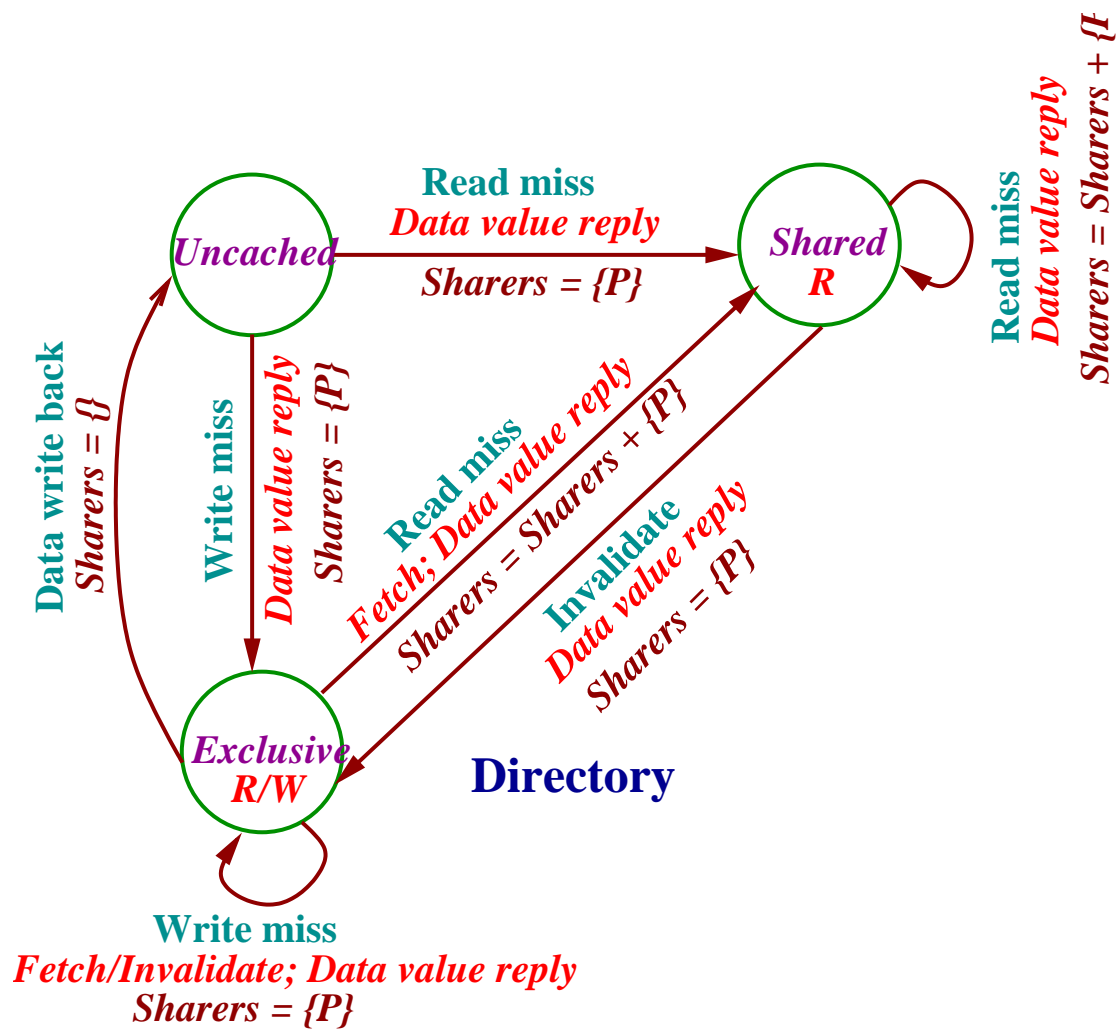 Read miss
Data value reply
Sharers = {P}
Uncached
Shared
R
Read miss
Data value reply
Sharers = Sharers + {
Data write back
Sharers = {}
Write miss
Data value reply
Sharers = {P}
Read miss
Fetch; Data value reply
Sharers = Sharers + {P}
Invalidate
Data value reply
Sharers = {P}
Exclusive
R/W
Directory
Write miss
Fetch/Invalidate; Data value reply
Sharers = {P}